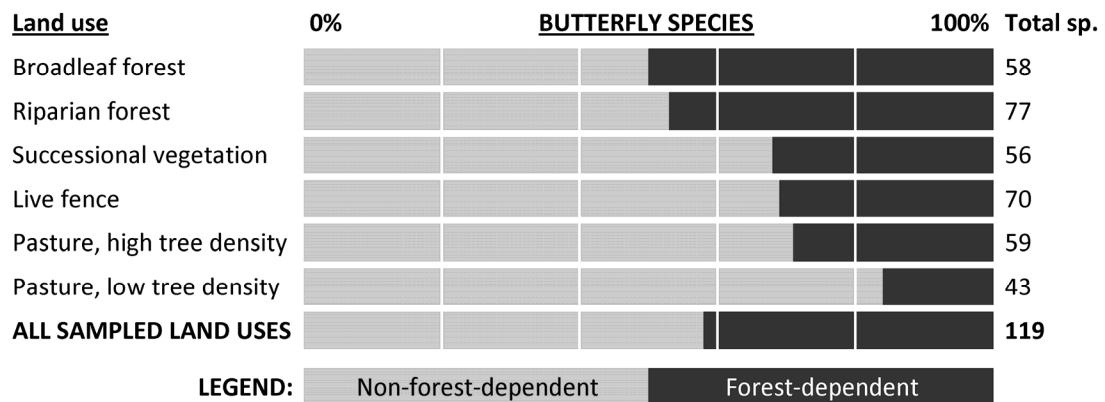 Land use 0% BUTTERFLY SPECIES 100% Total sp.
Broadleaf forest 58
Riparian forest 77
Successional vegetation 56
Live fence 70
Pasture, high tree density 59
Pasture, low tree density 43
ALL SAMPLED LAND USES 119
LEGEND: Non-forest-dependent Forest-dependent